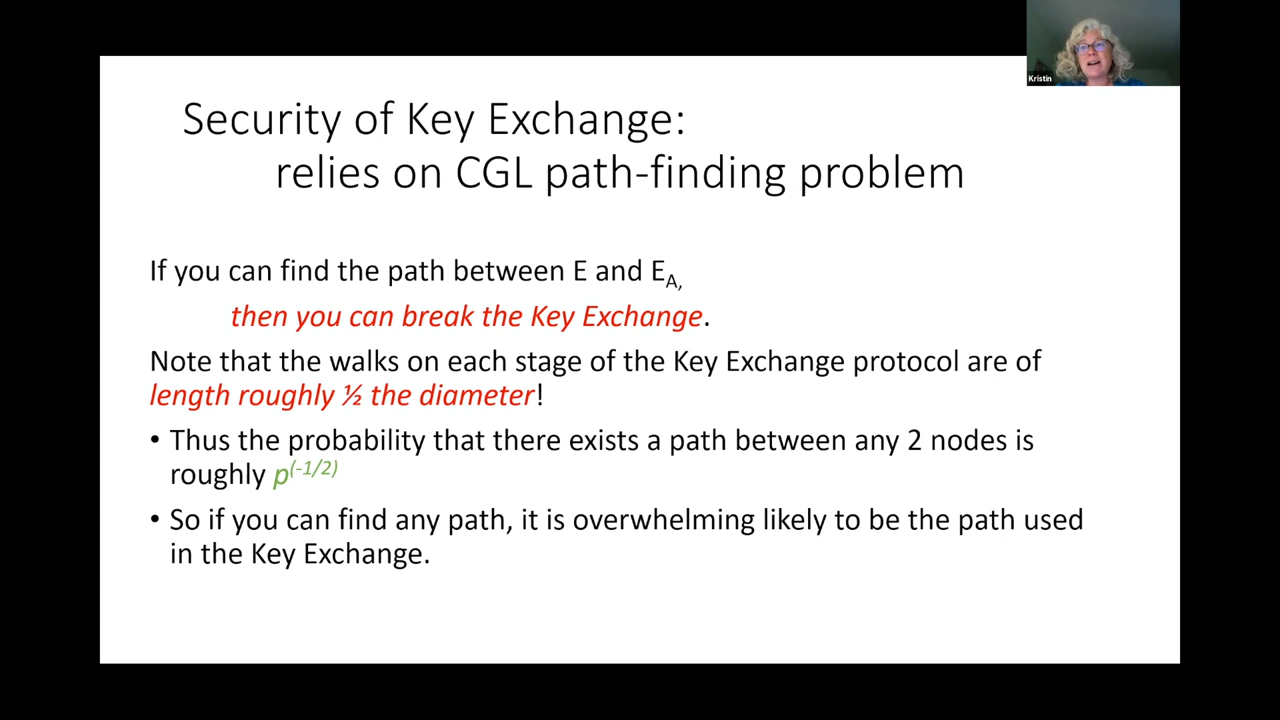 Kristin
Security of Key Exchange:
relies on CGL path-finding problem
If you can find the path between E and E_A,
then you can break the Key Exchange.
Note that the walks on each stage of the Key Exchange protocol are of
length roughly ½ the diameter!
• Thus the probability that there exists a path between any 2 nodes is
roughly p^(-1/2)
• So if you can find any path, it is overwhelming likely to be the path used
in the Key Exchange.